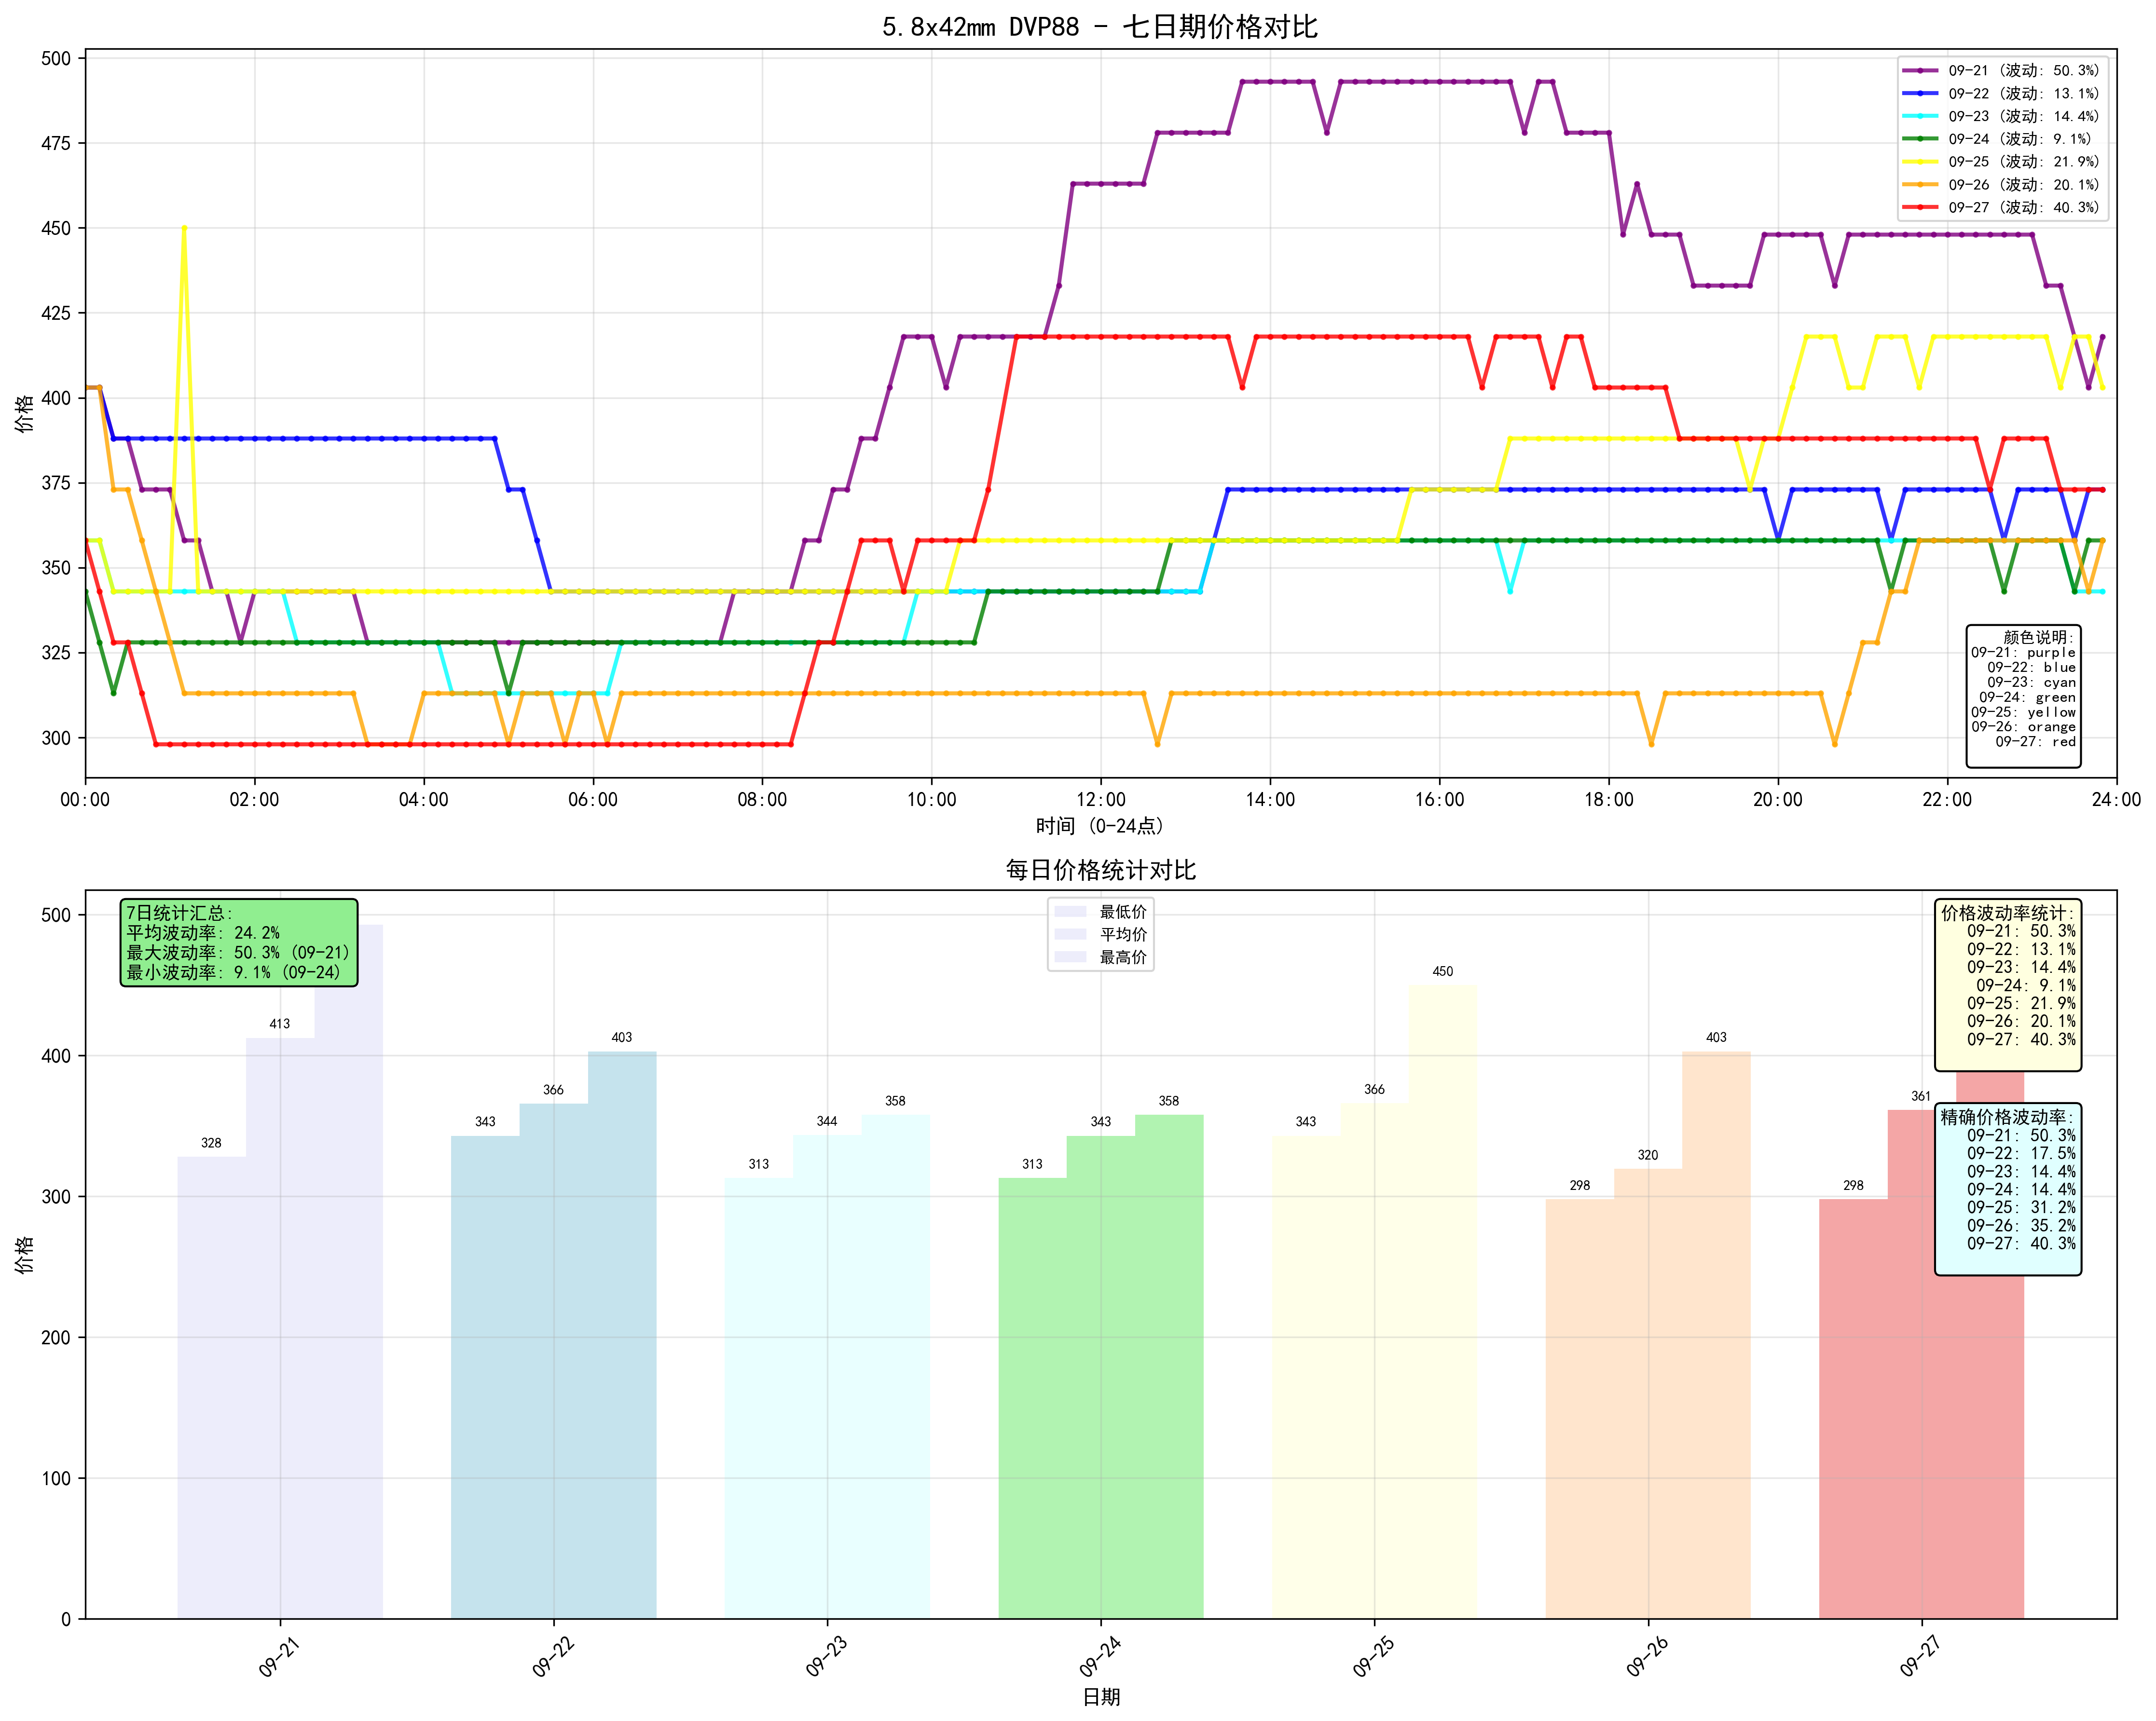 5.8x42mm DVP88 - 七日期价格对比
500
475
450
425
400
375
350
325
300
价格
09-21 (波动: 50.3%)
09-22 (波动: 13.1%)
09-23 (波动: 14.4%)
09-24 (波动: 9.1%)
09-25 (波动: 21.9%)
09-26 (波动: 20.1%)
09-27 (波动: 40.3%)
颜色说明:
09-21: purple
09-22: blue
09-23: cyan
09-24: green
09-25: yellow
09-26: orange
09-27: red
00:00 02:00 04:00 06:00 08:00 10:00 12:00 14:00 16:00 18:00 20:00 22:00 24:00
时间 (0-24点)
每日价格统计对比
500
400
300
200
100
0
价格
7日统计汇总:
平均波动率: 24.2%
最大波动率: 50.3% (09-21)
最小波动率: 9.1% (09-24)
最低价
平均价
最高价
价格波动率统计:
09-21: 50.3%
09-22: 13.1%
09-23: 14.4%
09-24: 9.1%
09-25: 21.9%
09-26: 20.1%
09-27: 40.3%
精确价格波动率:
09-21: 50.3%
09-22: 17.5%
09-23: 14.4%
09-24: 14.4%
09-25: 31.2%
09-26: 35.2%
09-27: 40.3%
328
413
343
366
403
313
344
358
313
343
358
343
366
450
298
320
403
298
361
09-21 09-22 09-23 09-24 09-25 09-26 09-27
日期